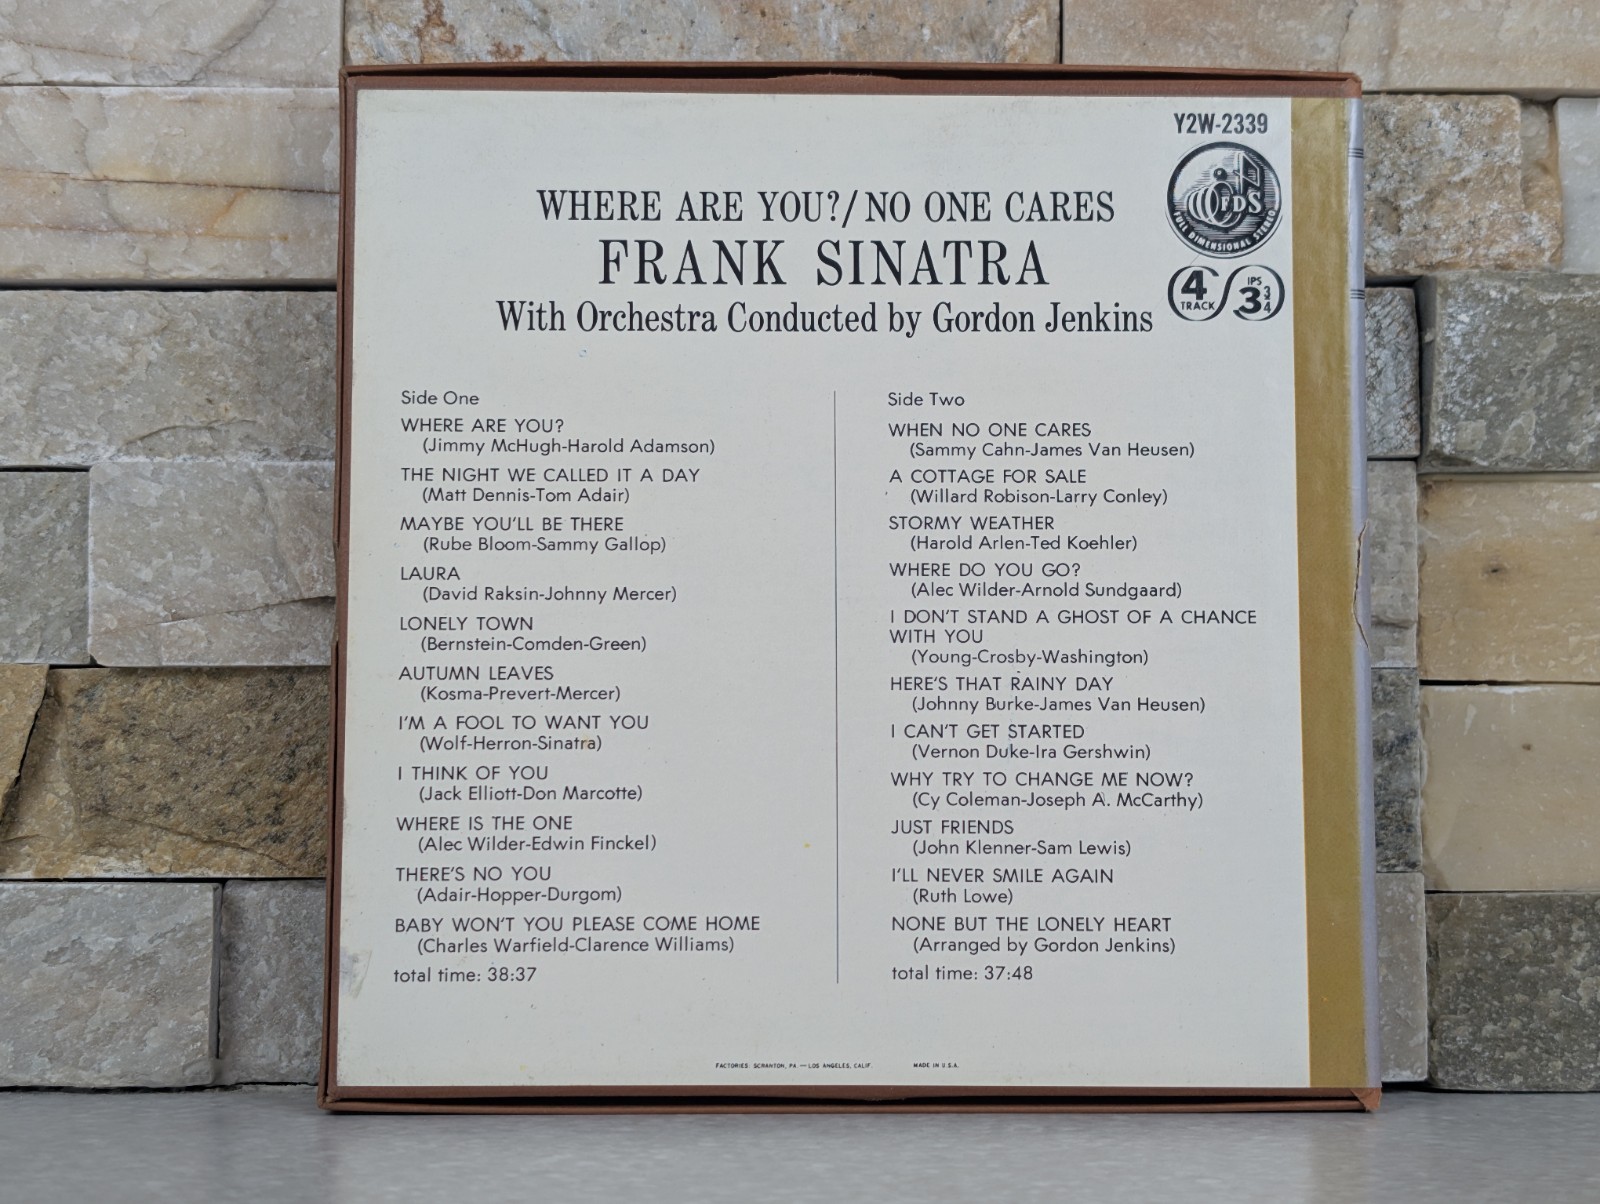 Y2W-2339
FDS
FULL DIMENSIONAL STEREO
4 TRACK
IPS 3 3/4
WHERE ARE YOU?/NO ONE CARES
FRANK SINATRA
With Orchestra Conducted by Gordon Jenkins
Side One
WHERE ARE YOU?
(Jimmy McHugh-Harold Adamson)
THE NIGHT WE CALLED IT A DAY
(Matt Dennis-Tom Adair)
MAYBE YOU'LL BE THERE
(Rube Bloom-Sammy Gallop)
LAURA
(David Raksin-Johnny Mercer)
LONELY TOWN
(Bernstein-Comden-Green)
AUTUMN LEAVES
(Kosma-Prevert-Mercer)
I'M A FOOL TO WANT YOU
(Wolf-Herron-Sinatra)
I THINK OF YOU
(Jack Elliott-Don Marcotte)
WHERE IS THE ONE
(Alec Wilder-Edwin Finckel)
THERE'S NO YOU
(Adair-Hopper-Durgom)
BABY WON'T YOU PLEASE COME HOME
(Charles Warfield-Clarence Williams)
total time: 38:37
Side Two
WHEN NO ONE CARES
(Sammy Cahn-James Van Heusen)
A COTTAGE FOR SALE
(Willard Robison-Larry Conley)
STORMY WEATHER
(Harold Arlen-Ted Koehler)
WHERE DO YOU GO?
(Alec Wilder-Arnold Sundgaard)
I DON'T STAND A GHOST OF A CHANCE
WITH YOU
(Young-Crosby-Washington)
HERE'S THAT RAINY DAY
(Johnny Burke-James Van Heusen)
I CAN'T GET STARTED
(Vernon Duke-Ira Gershwin)
WHY TRY TO CHANGE ME NOW?
(Cy Coleman-Joseph A. McCarthy)
JUST FRIENDS
(John Klenner-Sam Lewis)
I'LL NEVER SMILE AGAIN
(Ruth Lowe)
NONE BUT THE LONELY HEART
(Arranged by Gordon Jenkins)
total time: 37:48
FACTORIES: SCRANTON, PA. — LOS ANGELES, CALIF. MADE IN U.S.A.